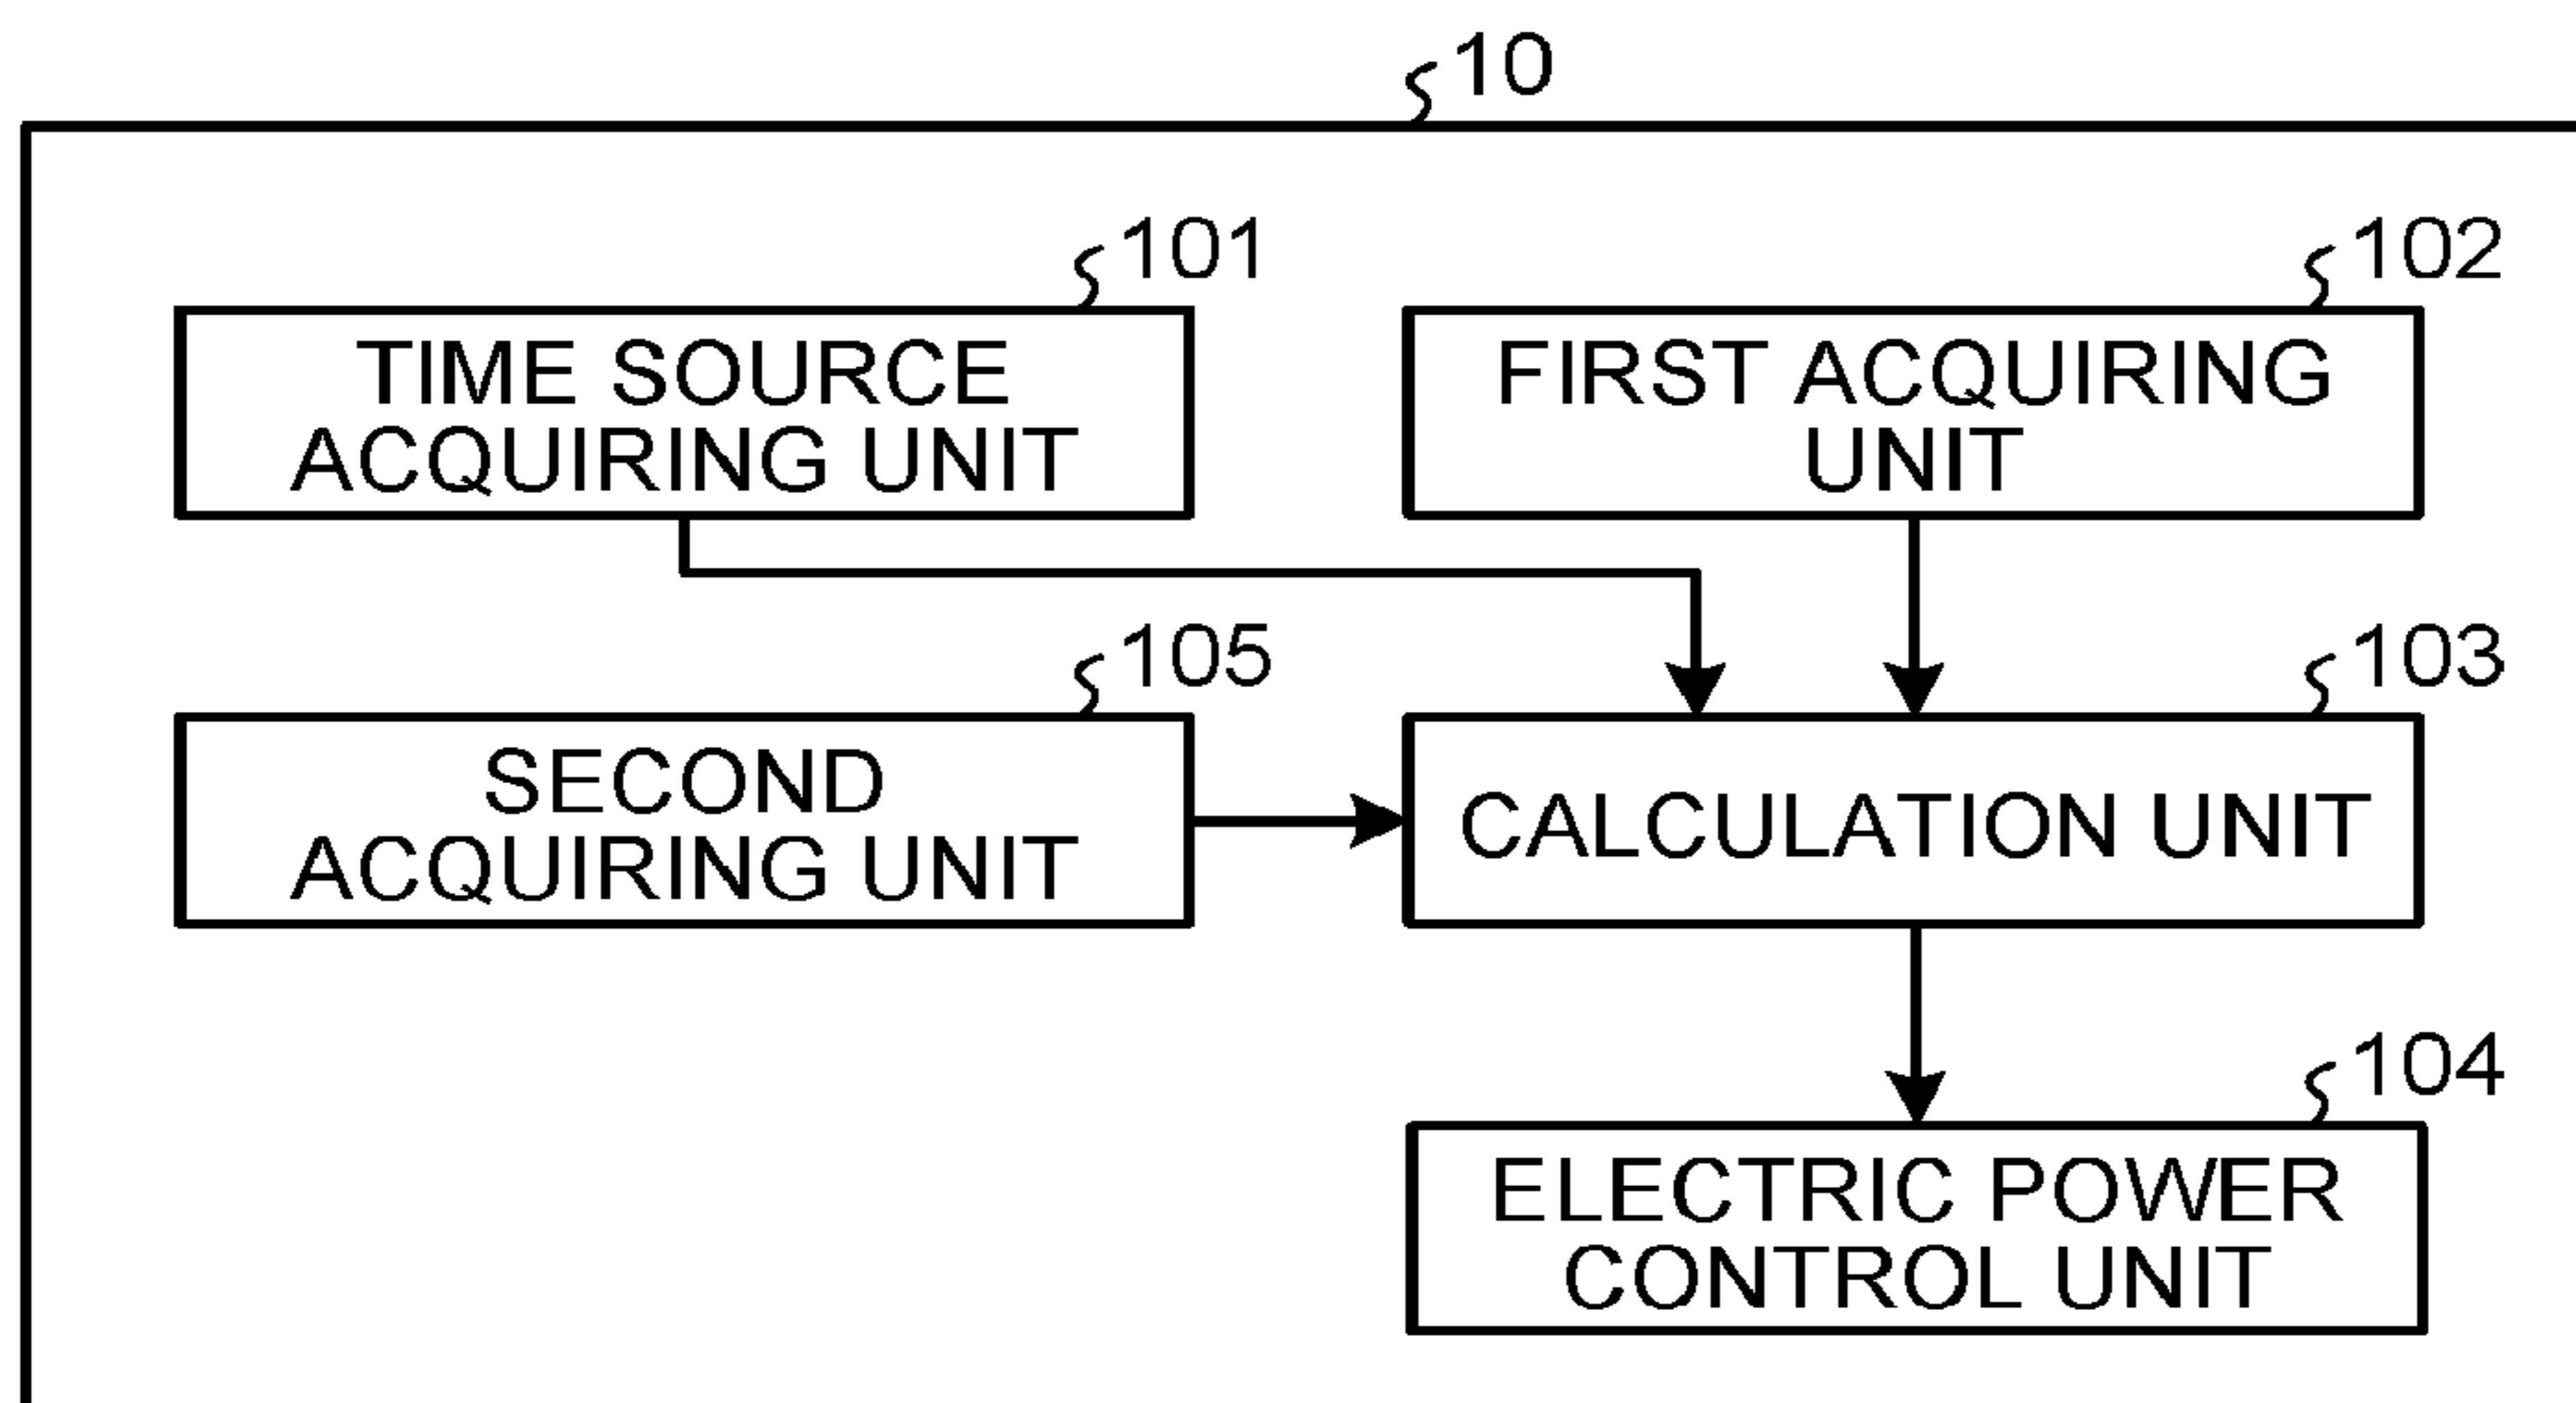 10
101
TIME SOURCE
ACQUIRING UNIT
102
FIRST ACQUIRING
UNIT
105
SECOND
ACQUIRING UNIT
103
CALCULATION UNIT
104
ELECTRIC POWER
CONTROL UNIT